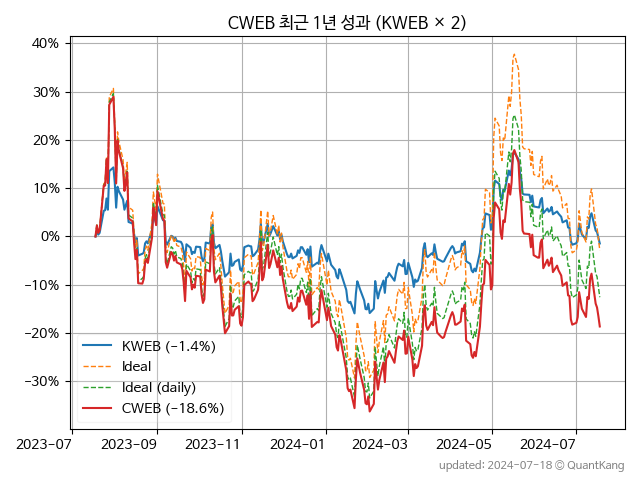 CWEB 최근 1년 성과 (KWEB × 2)
40%
30%
20%
10%
0%
−10%
−20%
−30%
KWEB (−1.4%)
Ideal
Ideal (daily)
CWEB (−18.6%)
2023-07 2023-09 2023-11 2024-01 2024-03 2024-05 2024-07
updated: 2024-07-18 © QuantKang